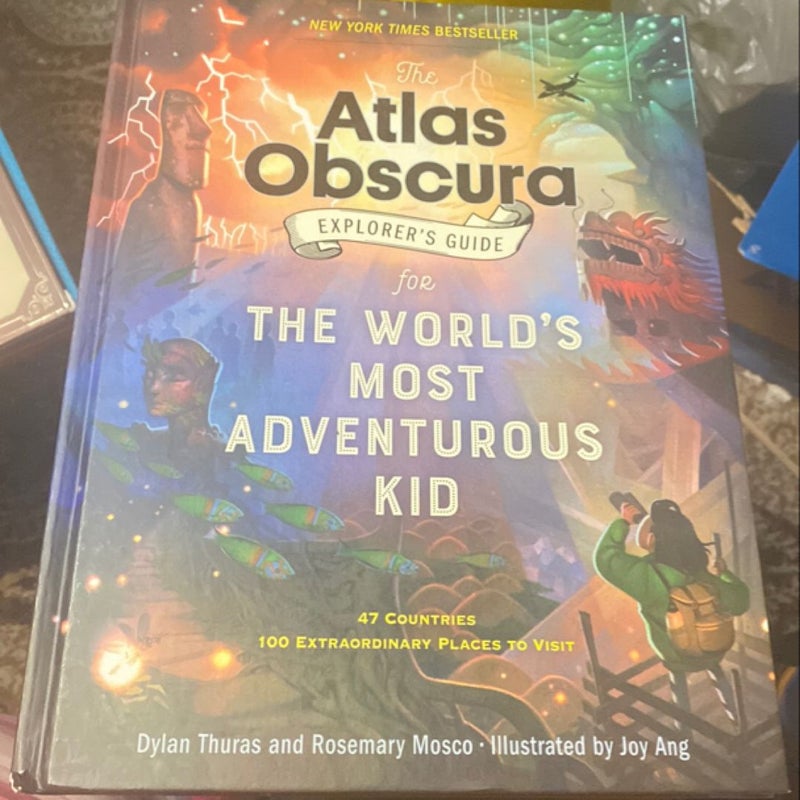 NEW YORK TIMES BESTSELLER
The
Atlas
Obscura
EXPLORER'S GUIDE
for
THE WORLD'S
MOST
ADVENTUROUS
KID
47 COUNTRIES
100 EXTRAORDINARY PLACES TO VISIT
Dylan Thuras and Rosemary Mosco · Illustrated by Joy Ang